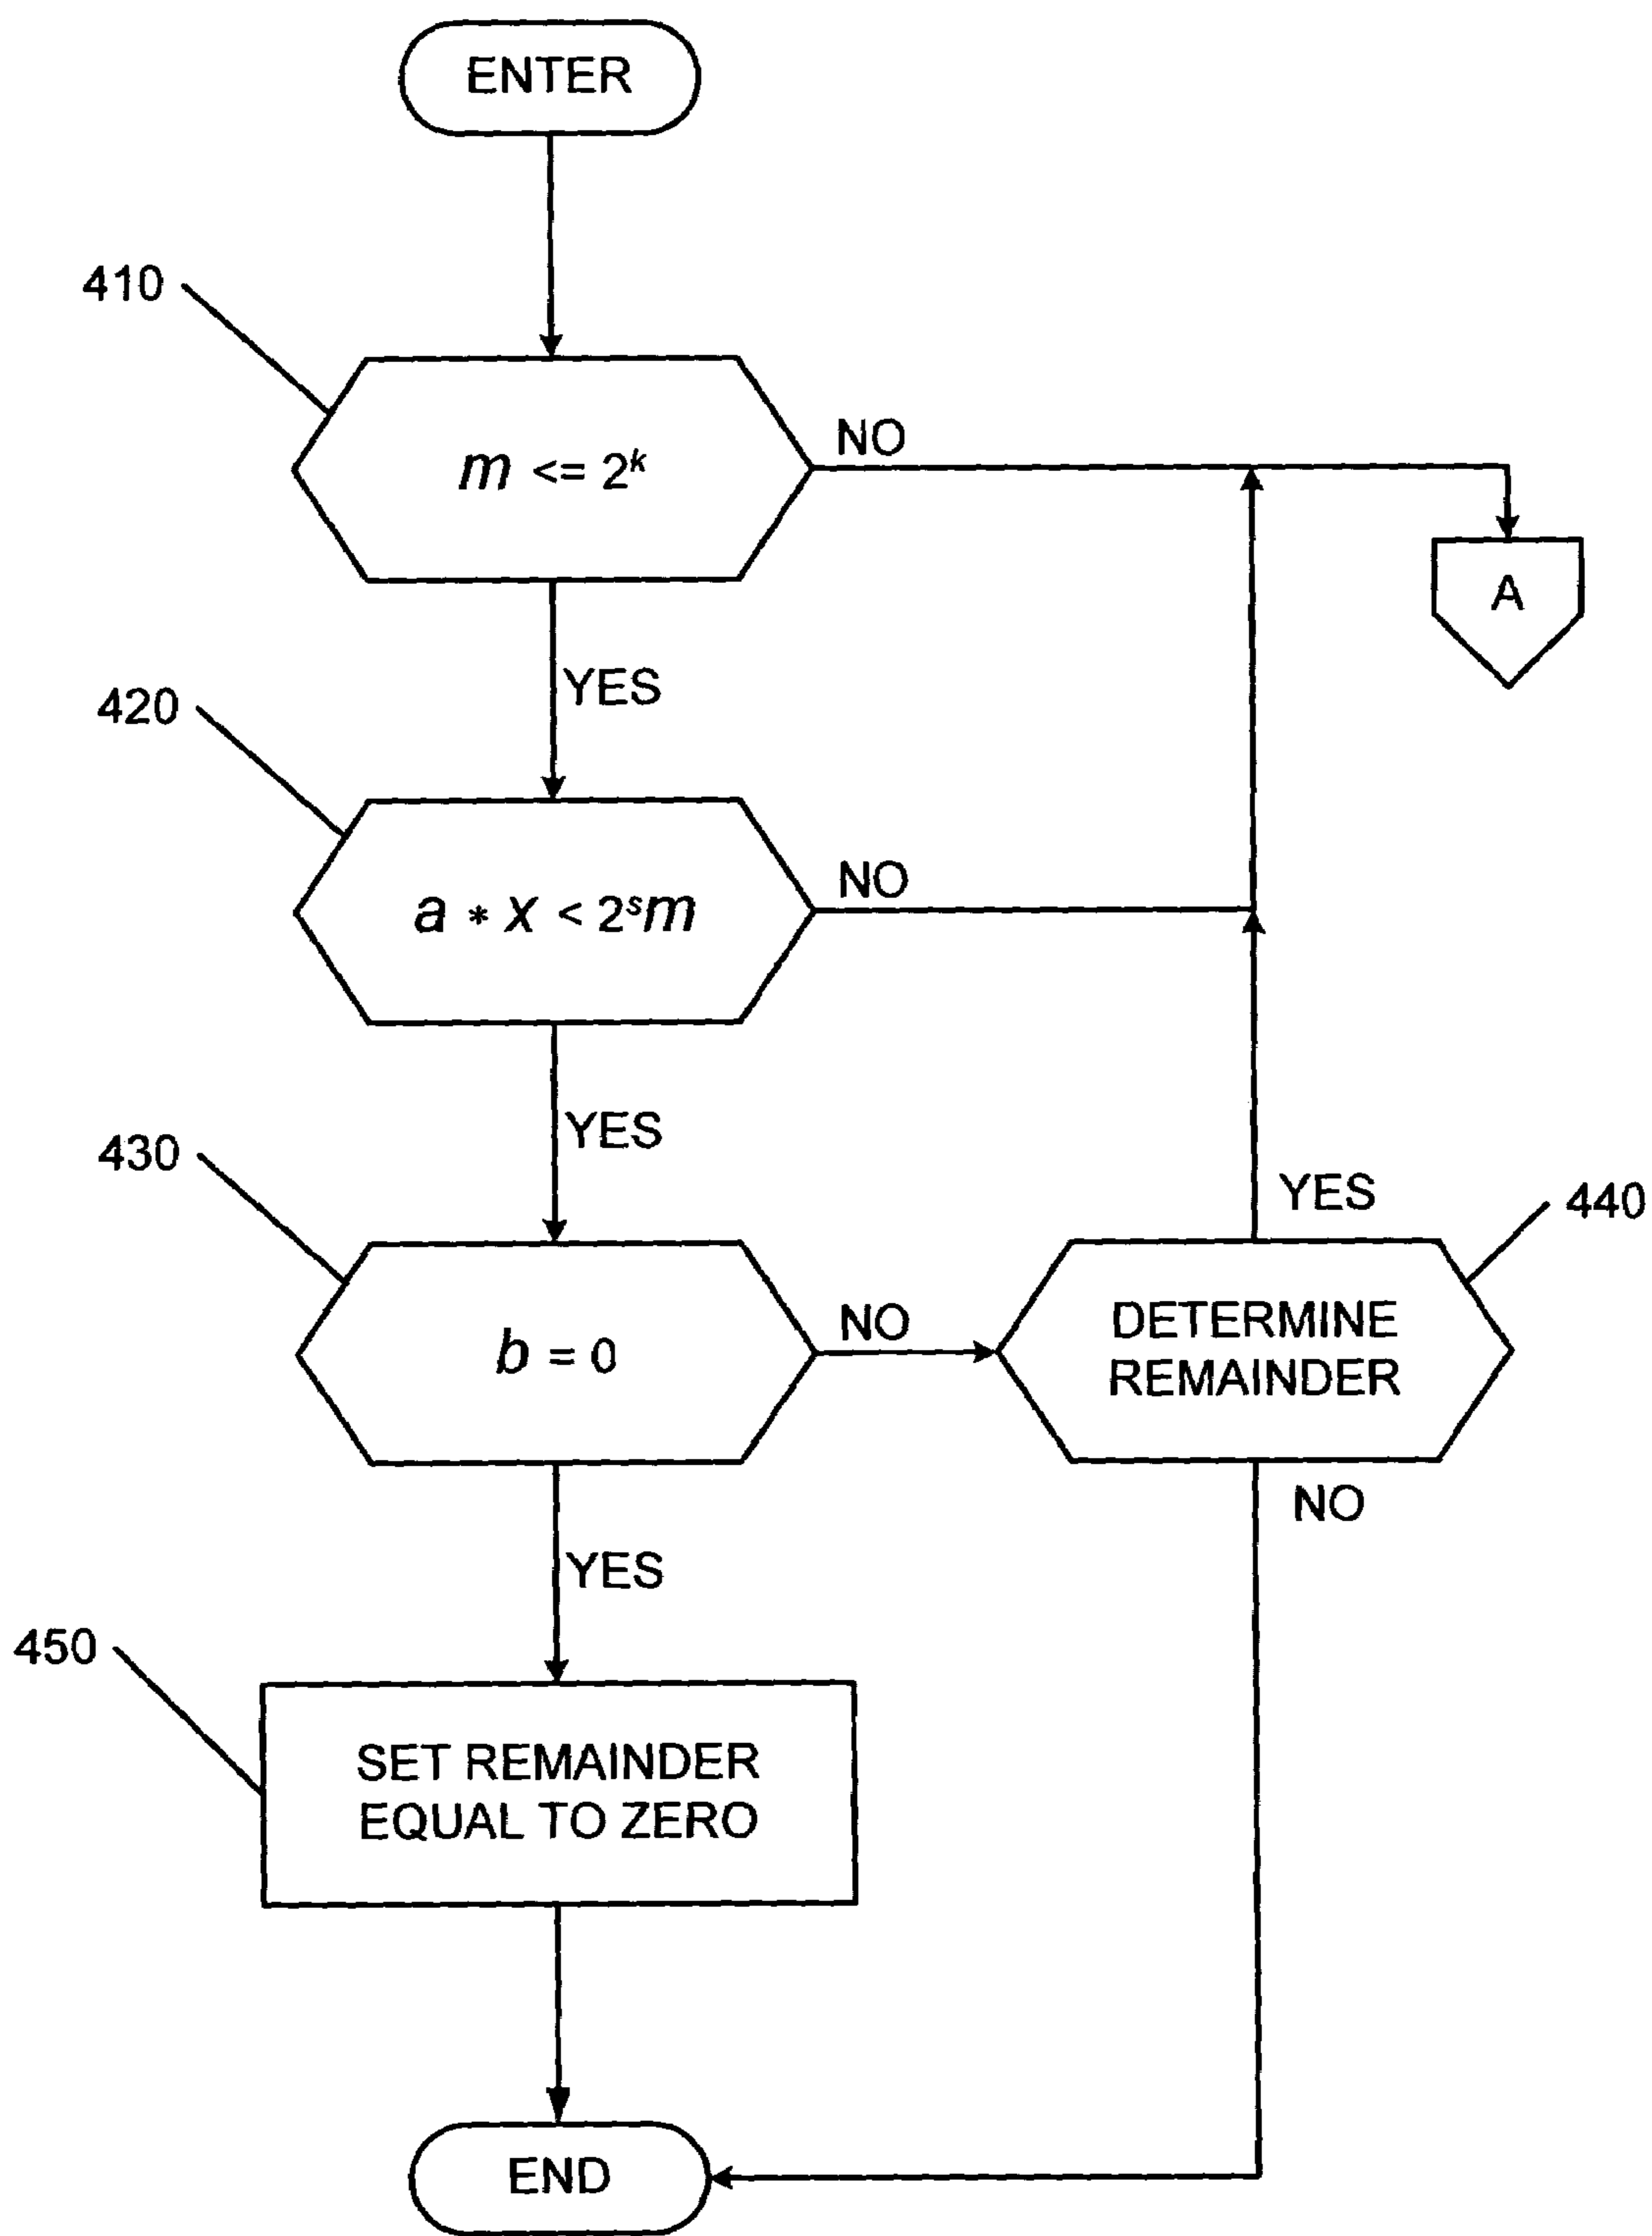 ENTER
410
m <= 2ᵏ
NO
A
YES
420
a * x < 2ˢm
NO
YES
430
b = 0
NO
YES
440
DETERMINE
REMAINDER
NO
YES
450
SET REMAINDER
EQUAL TO ZERO
END